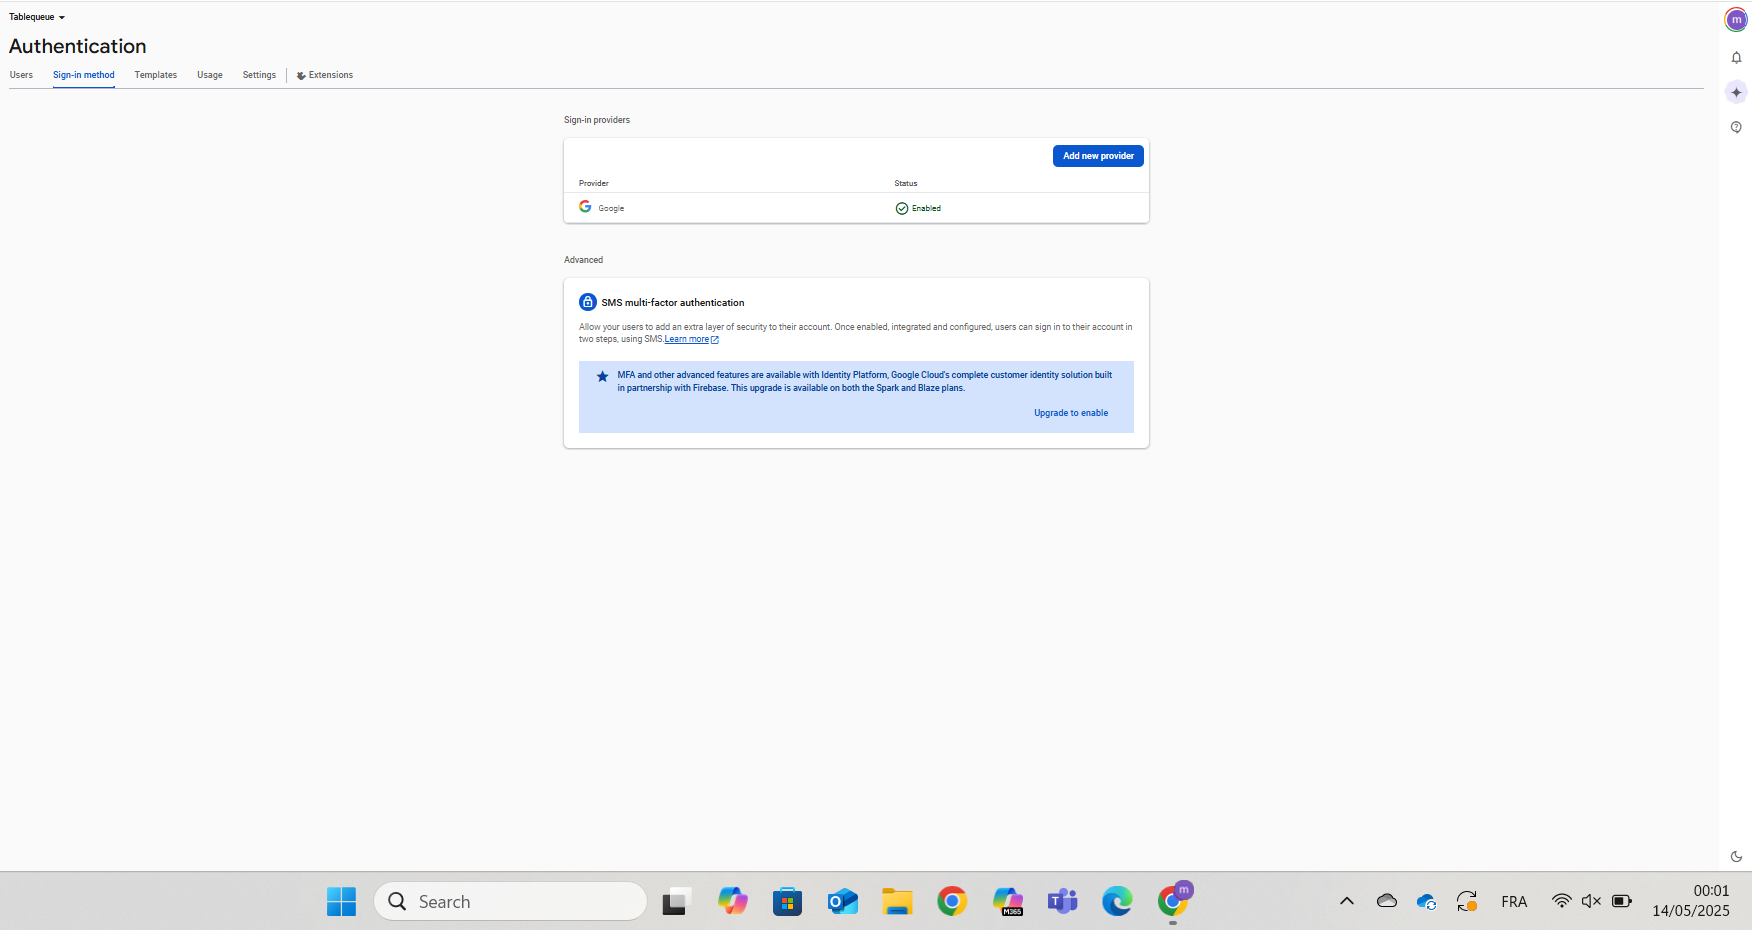 Tablequeue
Authentication
Users Sign-in method Templates Usage Settings Extensions
Sign-in providers
Add new provider
Provider Status
Google Enabled
Advanced
SMS multi-factor authentication
Allow your users to add an extra layer of security to their account. Once enabled, integrated and configured, users can sign in to their account in
two steps, using SMS.Learn more
MFA and other advanced features are available with Identity Platform, Google Cloud's complete customer identity solution built
in partnership with Firebase. This upgrade is available on both the Spark and Blaze plans.
Upgrade to enable
m
Search
M365
T
m
FRA
00:01
14/05/2025